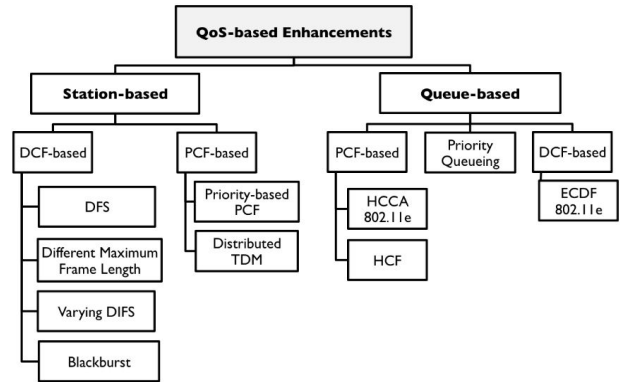 QoS-based Enhancements
Station-based
Queue-based
DCF-based
PCF-based
PCF-based
Priority
Queueing
DCF-based
DFS
Different Maximum
Frame Length
Varying DIFS
Blackburst
Priority-based
PCF
Distributed
TDM
HCCA
802.11e
HCF
ECDF
802.11e